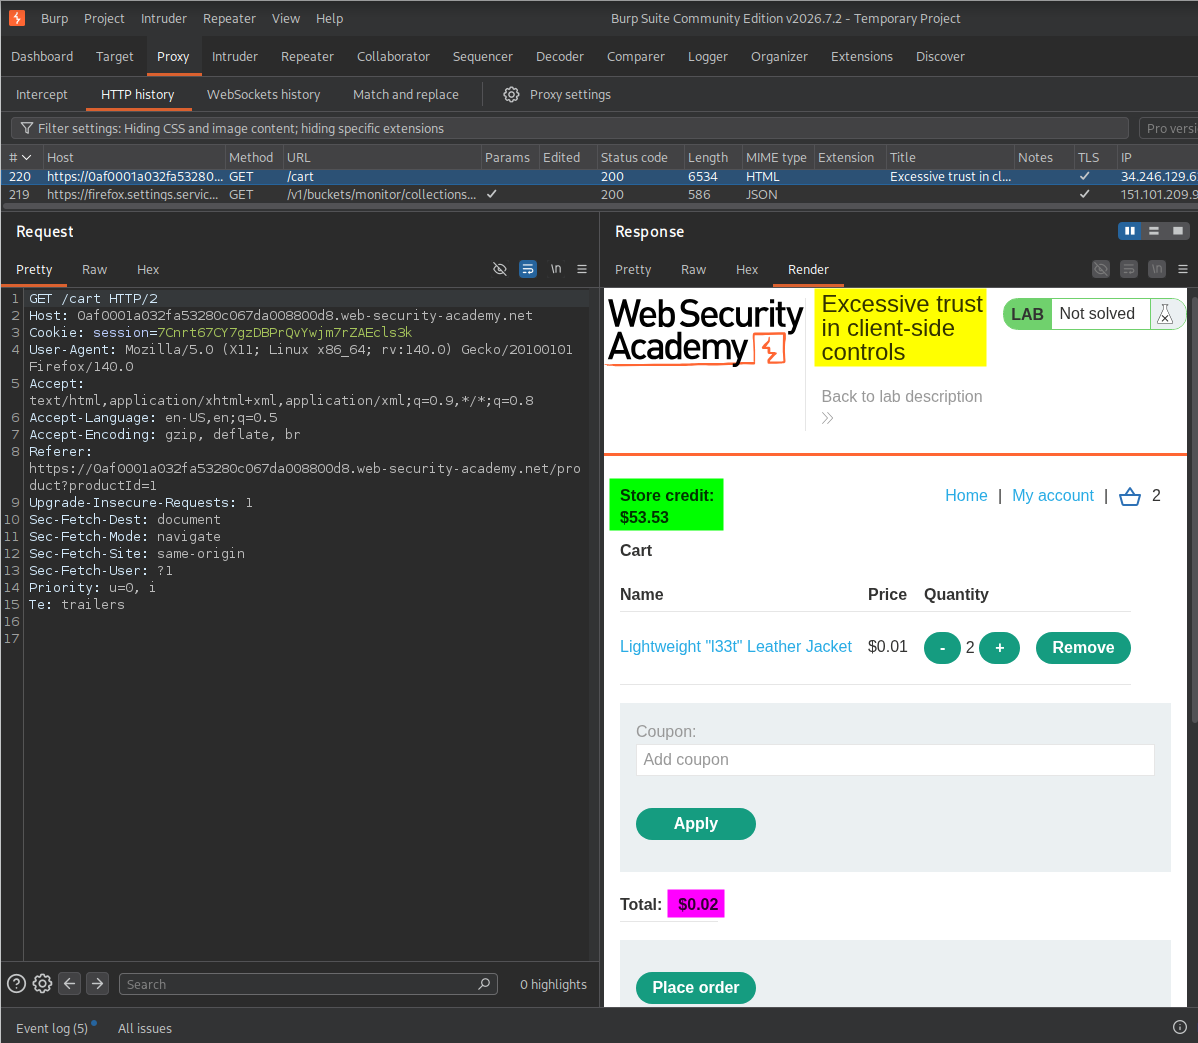 Burp Project Intruder Repeater View Help Burp Suite Community Edition v2026.7.2 - Temporary Project
Dashboard Target Proxy Intruder Repeater Collaborator Sequencer Decoder Comparer Logger Organizer Extensions Discover
Intercept HTTP history WebSockets history Match and replace Proxy settings
Filter settings: Hiding CSS and image content; hiding specific extensions Pro versi
# Host Method URL Params Edited Status code Length MIME type Extension Title Notes TLS IP
220 https://0af0001a032fa53280... GET /cart 200 6534 HTML Excessive trust in cl... ✓ 34.246.129.6
219 https://firefox.settings.servic... GET /v1/buckets/monitor/collections... ✓ 200 586 JSON ✓ 151.101.209.9
Request
Pretty Raw Hex \n
1 GET /cart HTTP/2
2 Host: 0af0001a032fa53280c067da008800d8.web-security-academy.net
3 Cookie: session=7Cnrt67CY7gzDBPrQvYwjm7rZAEcls3k
4 User-Agent: Mozilla/5.0 (X11; Linux x86_64; rv:140.0) Gecko/20100101
Firefox/140.0
5 Accept:
text/html,application/xhtml+xml,application/xml;q=0.9,*/*;q=0.8
6 Accept-Language: en-US,en;q=0.5
7 Accept-Encoding: gzip, deflate, br
8 Referer:
https://0af0001a032fa53280c067da008800d8.web-security-academy.net/pro
duct?productId=1
9 Upgrade-Insecure-Requests: 1
10 Sec-Fetch-Dest: document
11 Sec-Fetch-Mode: navigate
12 Sec-Fetch-Site: same-origin
13 Sec-Fetch-User: ?1
14 Priority: u=0, i
15 Te: trailers
16
17
Search 0 highlights
Response
Pretty Raw Hex Render \n
Web Security
Academy
Excessive trust
in client-side
controls
LAB Not solved
Back to lab description
Store credit:
$53.53
Home | My account | 2
Cart
Name Price Quantity
Lightweight "l33t" Leather Jacket $0.01 - 2 + Remove
Coupon:
Add coupon
Apply
Total: $0.02
Place order
Event log (5) All issues